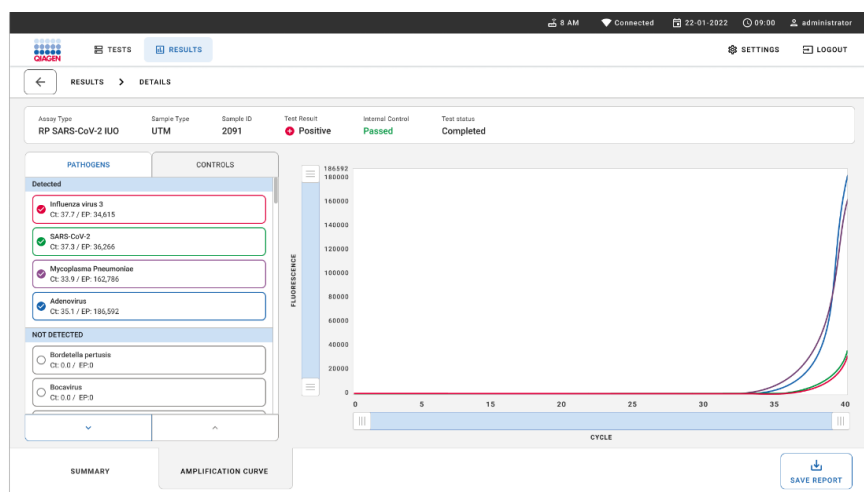 8 AM Connected 22-01-2022 09:00 administrator
QIAGEN TESTS RESULTS SETTINGS LOGOUT
RESULTS > DETAILS
Assay Type Sample Type Sample ID Test Result Internal Control Test status
RP SARS-CoV-2 IUO UTM 2091 Positive Passed Completed
PATHOGENS CONTROLS
Detected
Influenza virus 3
Ct: 37.7 / EP: 34,615
SARS-CoV-2
Ct: 37.3 / EP: 36,266
Mycoplasma Pneumoniae
Ct: 33.9 / EP: 162,786
Adenovirus
Ct: 35.1 / EP: 186,592
NOT DETECTED
Bordetella pertusis
Ct: 0.0 / EP:0
Bocavirus
Ct: 0.0 / EP:0
FLUORESCENCE
186592
180000
160000
140000
120000
100000
80000
60000
40000
20000
0
0 5 10 15 20 25 30 35 40
CYCLE
SUMMARY AMPLIFICATION CURVE
SAVE REPORT